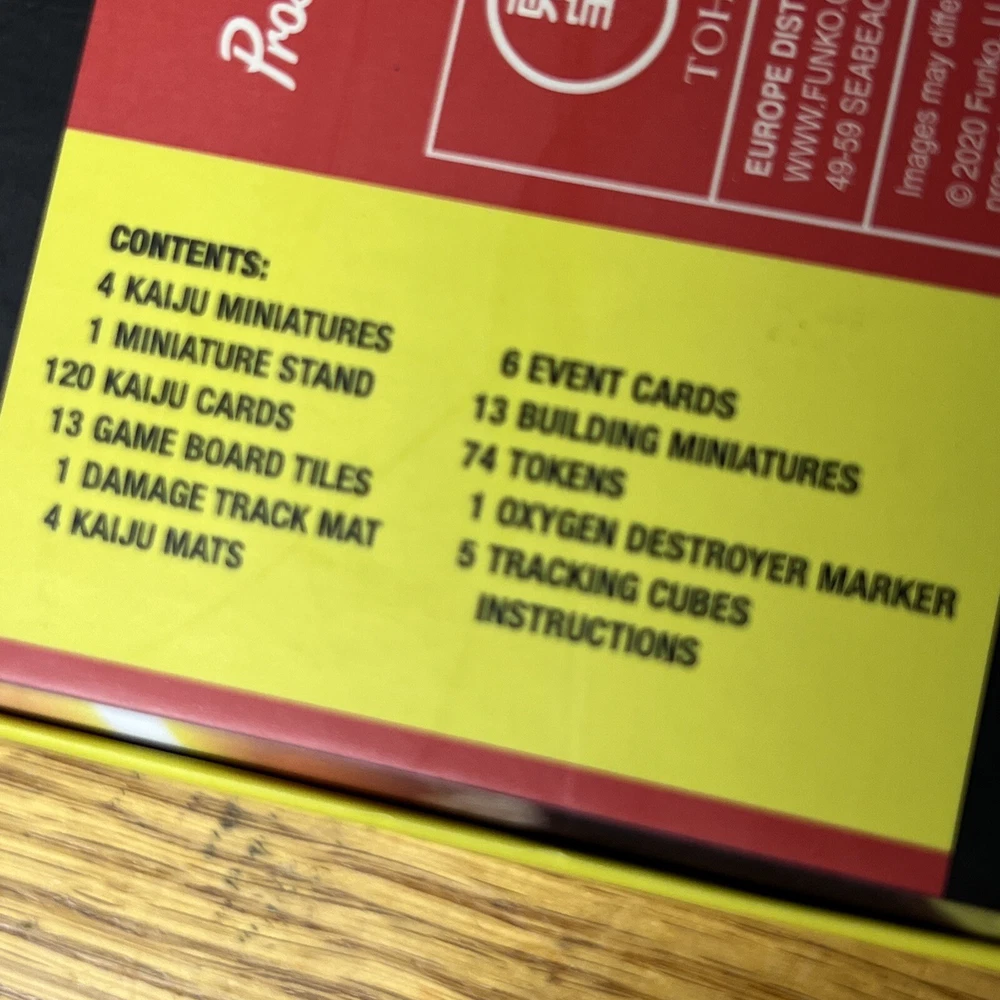 TOH
EUROPE DIST
WWW.FUNKO.C
49-59 SEABEAC
Images may diffe
© 2020 Funko,
CONTENTS:
4 KAIJU MINIATURES
1 MINIATURE STAND
120 KAIJU CARDS
13 GAME BOARD TILES
1 DAMAGE TRACK MAT
4 KAIJU MATS
6 EVENT CARDS
13 BUILDING MINIATURES
74 TOKENS
1 OXYGEN DESTROYER MARKER
5 TRACKING CUBES
INSTRUCTIONS